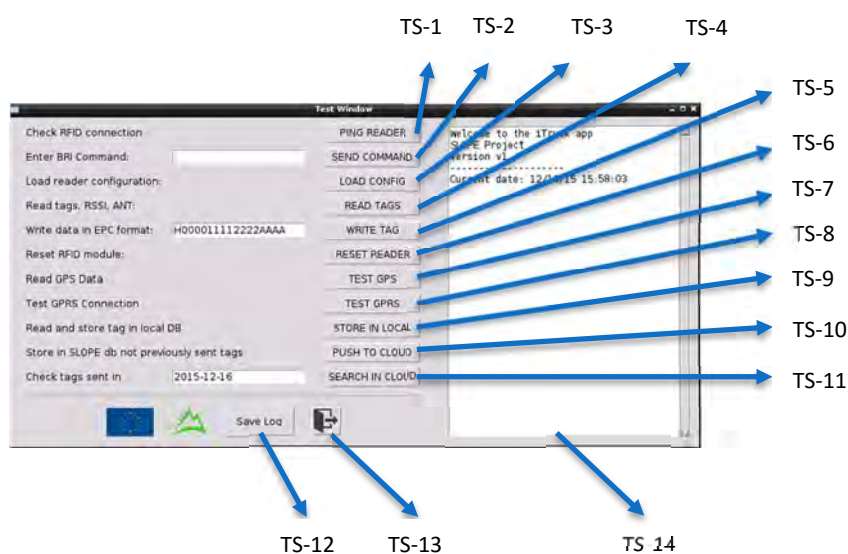 TS-1 TS-2 TS-3 TS-4
TS-5
TS-6
TS-7
TS-8
TS-9
TS-10
TS-11
Test Window
Check RFID connection PING READER
Enter BRI Command: SEND COMMAND
Load reader configuration: LOAD CONFIG
Read tags, RSSI, ANT: READ TAGS
Write data in EPC format: H000011112222AAAA WRITE TAG
Reset RFID module: RESET READER
Read GPS Data TEST GPS
Test GPRS Connection TEST GPRS
Read and store tag in local DB STORE IN LOCAL
Store in SLOPE db not previously sent tags PUSH TO CLOUD
Check tags sent in 2015-12-16 SEARCH IN CLOUD
Save Log
Welcome to the iTruck app
SLOPE Project
Version v1
--------------------
Current date: 15:58:03
TS-12 TS-13 TS-14